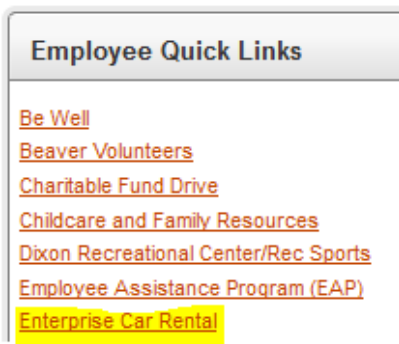 Employee Quick Links
Be Well
Beaver Volunteers
Charitable Fund Drive
Childcare and Family Resources
Dixon Recreational Center/Rec Sports
Employee Assistance Program (EAP)
Enterprise Car Rental